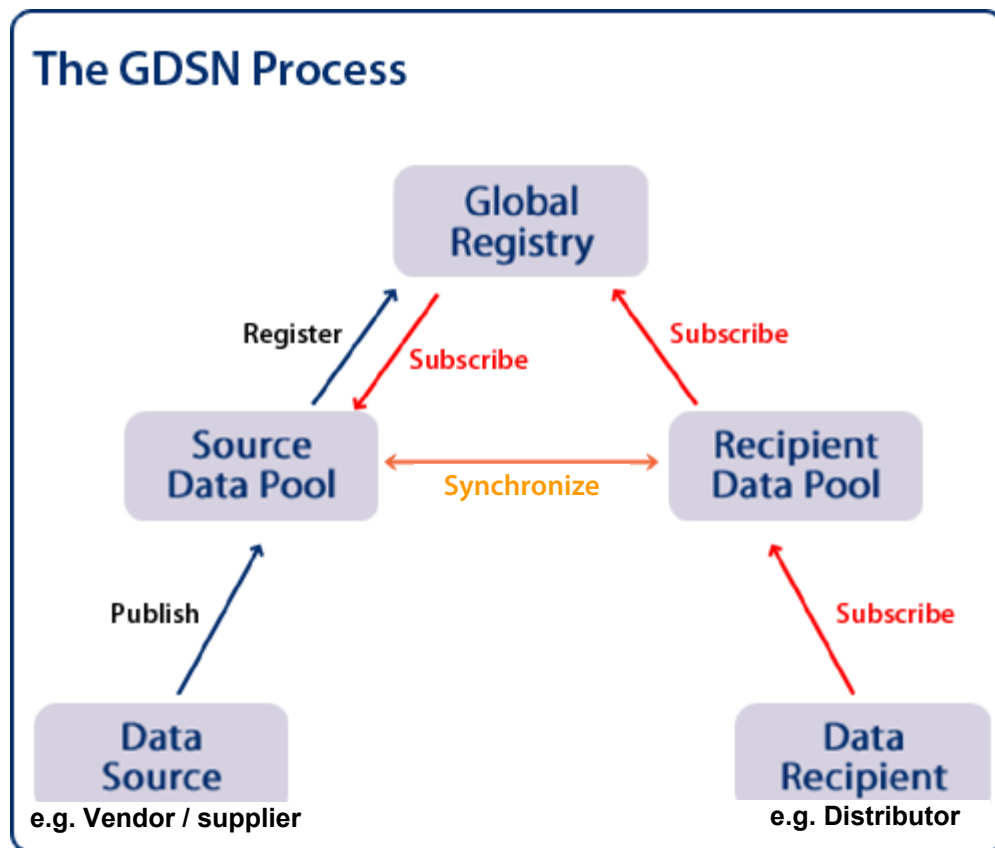 The GDSN Process
Global
Registry
Register
Subscribe
Subscribe
Source
Data Pool
Recipient
Data Pool
Synchronize
Publish
Subscribe
Data
Source
Data
Recipient
e.g. Vendor / supplier
e.g. Distributor